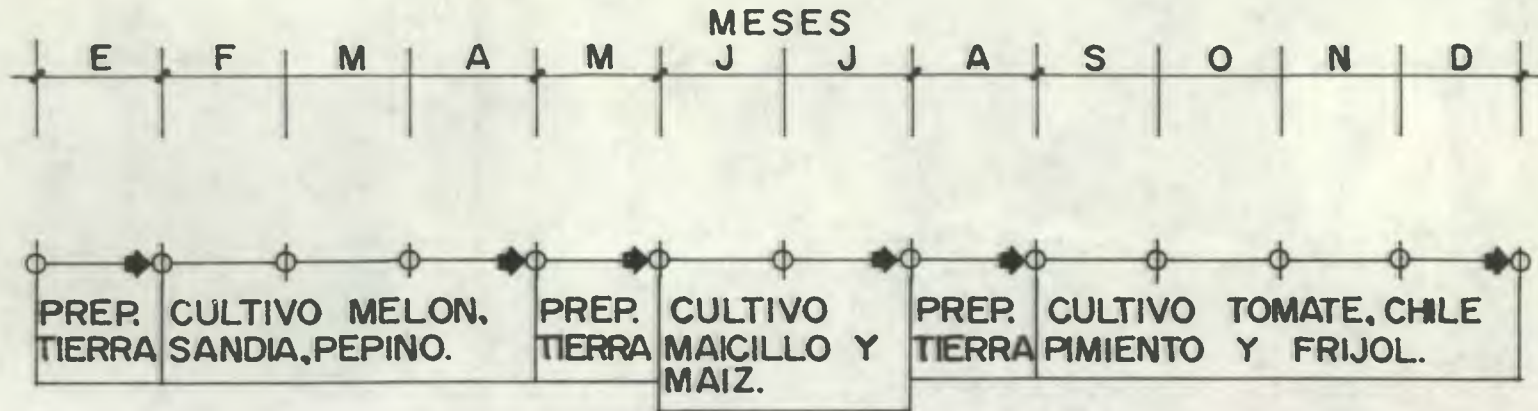 MESES
E F M A M J J A S O N D
PREP. TIERRA
CULTIVO MELON,
SANDIA, PEPINO.
PREP.
TIERRA
CULTIVO
MAICILLO Y
MAIZ.
PREP.
TIERRA
CULTIVO TOMATE, CHILE
PIMIENTO Y FRIJOL.